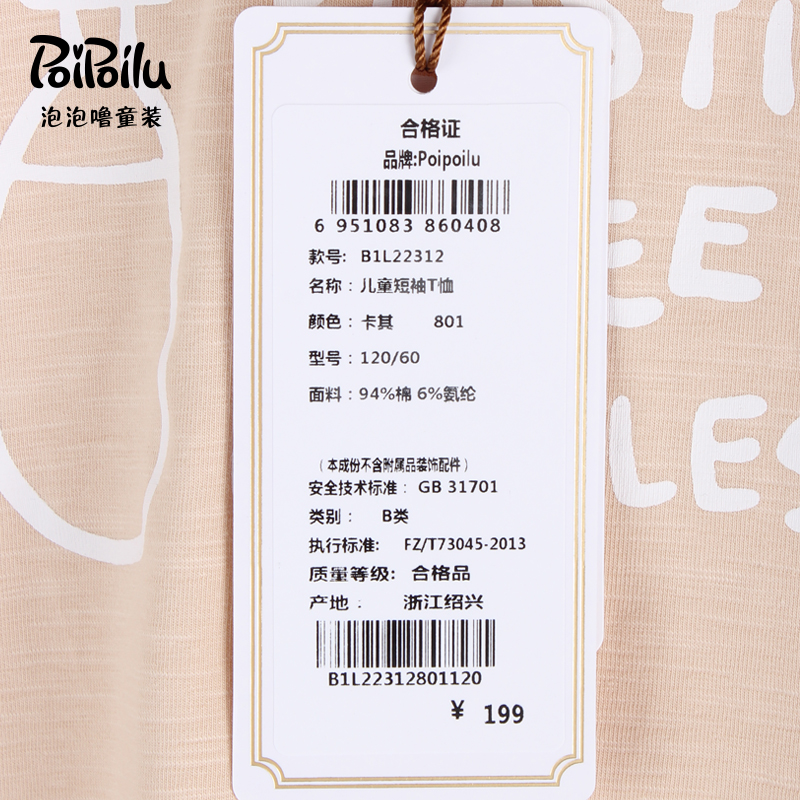 PoiPoilu
泡泡噜童装
合格证
品牌:Poipoilu
6 951083 860408
款号: B1L22312
名称：儿童短袖T恤
颜色：卡其 801
型号：120/60
面料：94%棉 6%氨纶
（本成份不含附属品装饰配件）
安全技术标准： GB 31701
类别： B类
执行标准: FZ/T73045-2013
质量等级: 合格品
产地： 浙江绍兴
B1L22312801120
¥ 199